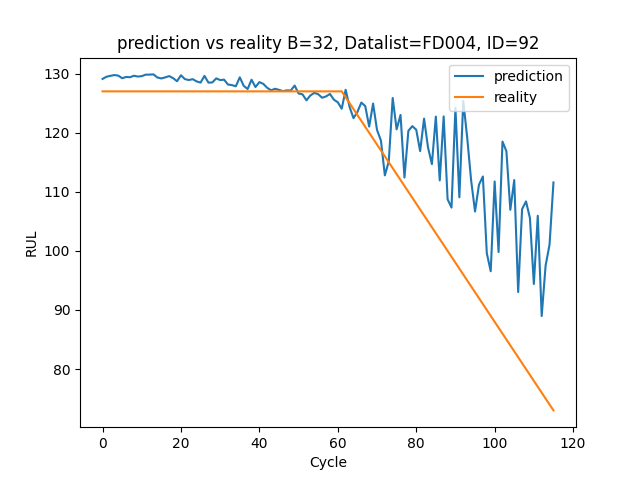 prediction vs reality B=32, Datalist=FD004, ID=92
prediction
reality
130
120
110
100
90
80
RUL
0
20
40
60
80
100
120
Cycle